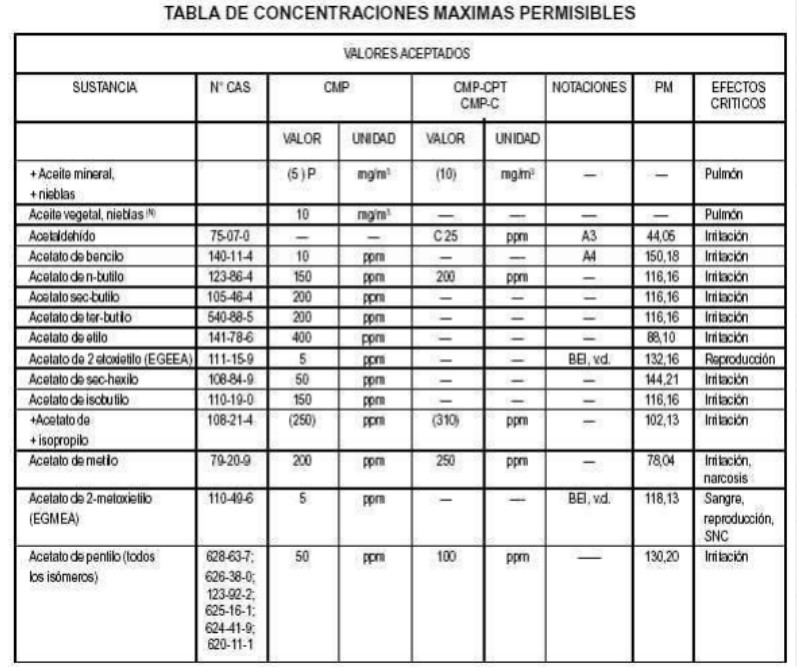 TABLA DE CONCENTRACIONES MAXIMAS PERMISIBLES
VALORES ACEPTADOS
SUSTANCIA N° CAS CMP CMP-CPT CMP-C NOTACIONES PM EFECTOS CRITICOS
VALOR UNIDAD VALOR UNIDAD
+ Aceite mineral, (5) P mg/m³ (10) mg/m³ — — Pulmón
+ nieblas
Aceite vegetal, nieblas (N) 10 mg/m³ — — — — Pulmón
Acetaldehído 75-07-0 — — C 25 ppm A3 44,05 Irritación
Acetato de bencilo 140-11-4 10 ppm — — A4 150,18 Irritación
Acetato de n-butilo 123-86-4 150 ppm 200 ppm — 116,16 Irritación
Acetato sec-butilo 105-46-4 200 ppm — — — 116,16 Irritación
Acetato de ter-butilo 540-88-5 200 ppm — — — 116,16 Irritación
Acetato de etilo 141-78-6 400 ppm — — — 88,10 Irritación
Acetato de 2 etoxietilo (EGEEA) 111-15-9 5 ppm — — BEI, v.d. 132,16 Reproducción
Acetato de sec-hexilo 108-84-9 50 ppm — — — 144,21 Irritación
Acetato de isobutilo 110-19-0 150 ppm — — — 116,16 Irritación
+Acetato de 108-21-4 (250) ppm (310) ppm — 102,13 Irritación
+ isopropilo
Acetato de metilo 79-20-9 200 ppm 250 ppm — 78,04 Irritación,
narcosis
Acetato de 2-metoxietilo 110-49-6 5 ppm — — BEI, v.d. 118,13 Sangre,
(EGMEA) reproducción,
SNC
Acetato de pentilo (todos 628-63-7; 50 ppm 100 ppm — 130,20 Irritación
los isómeros) 626-38-0;
123-92-2;
625-16-1;
624-41-9;
620-11-1